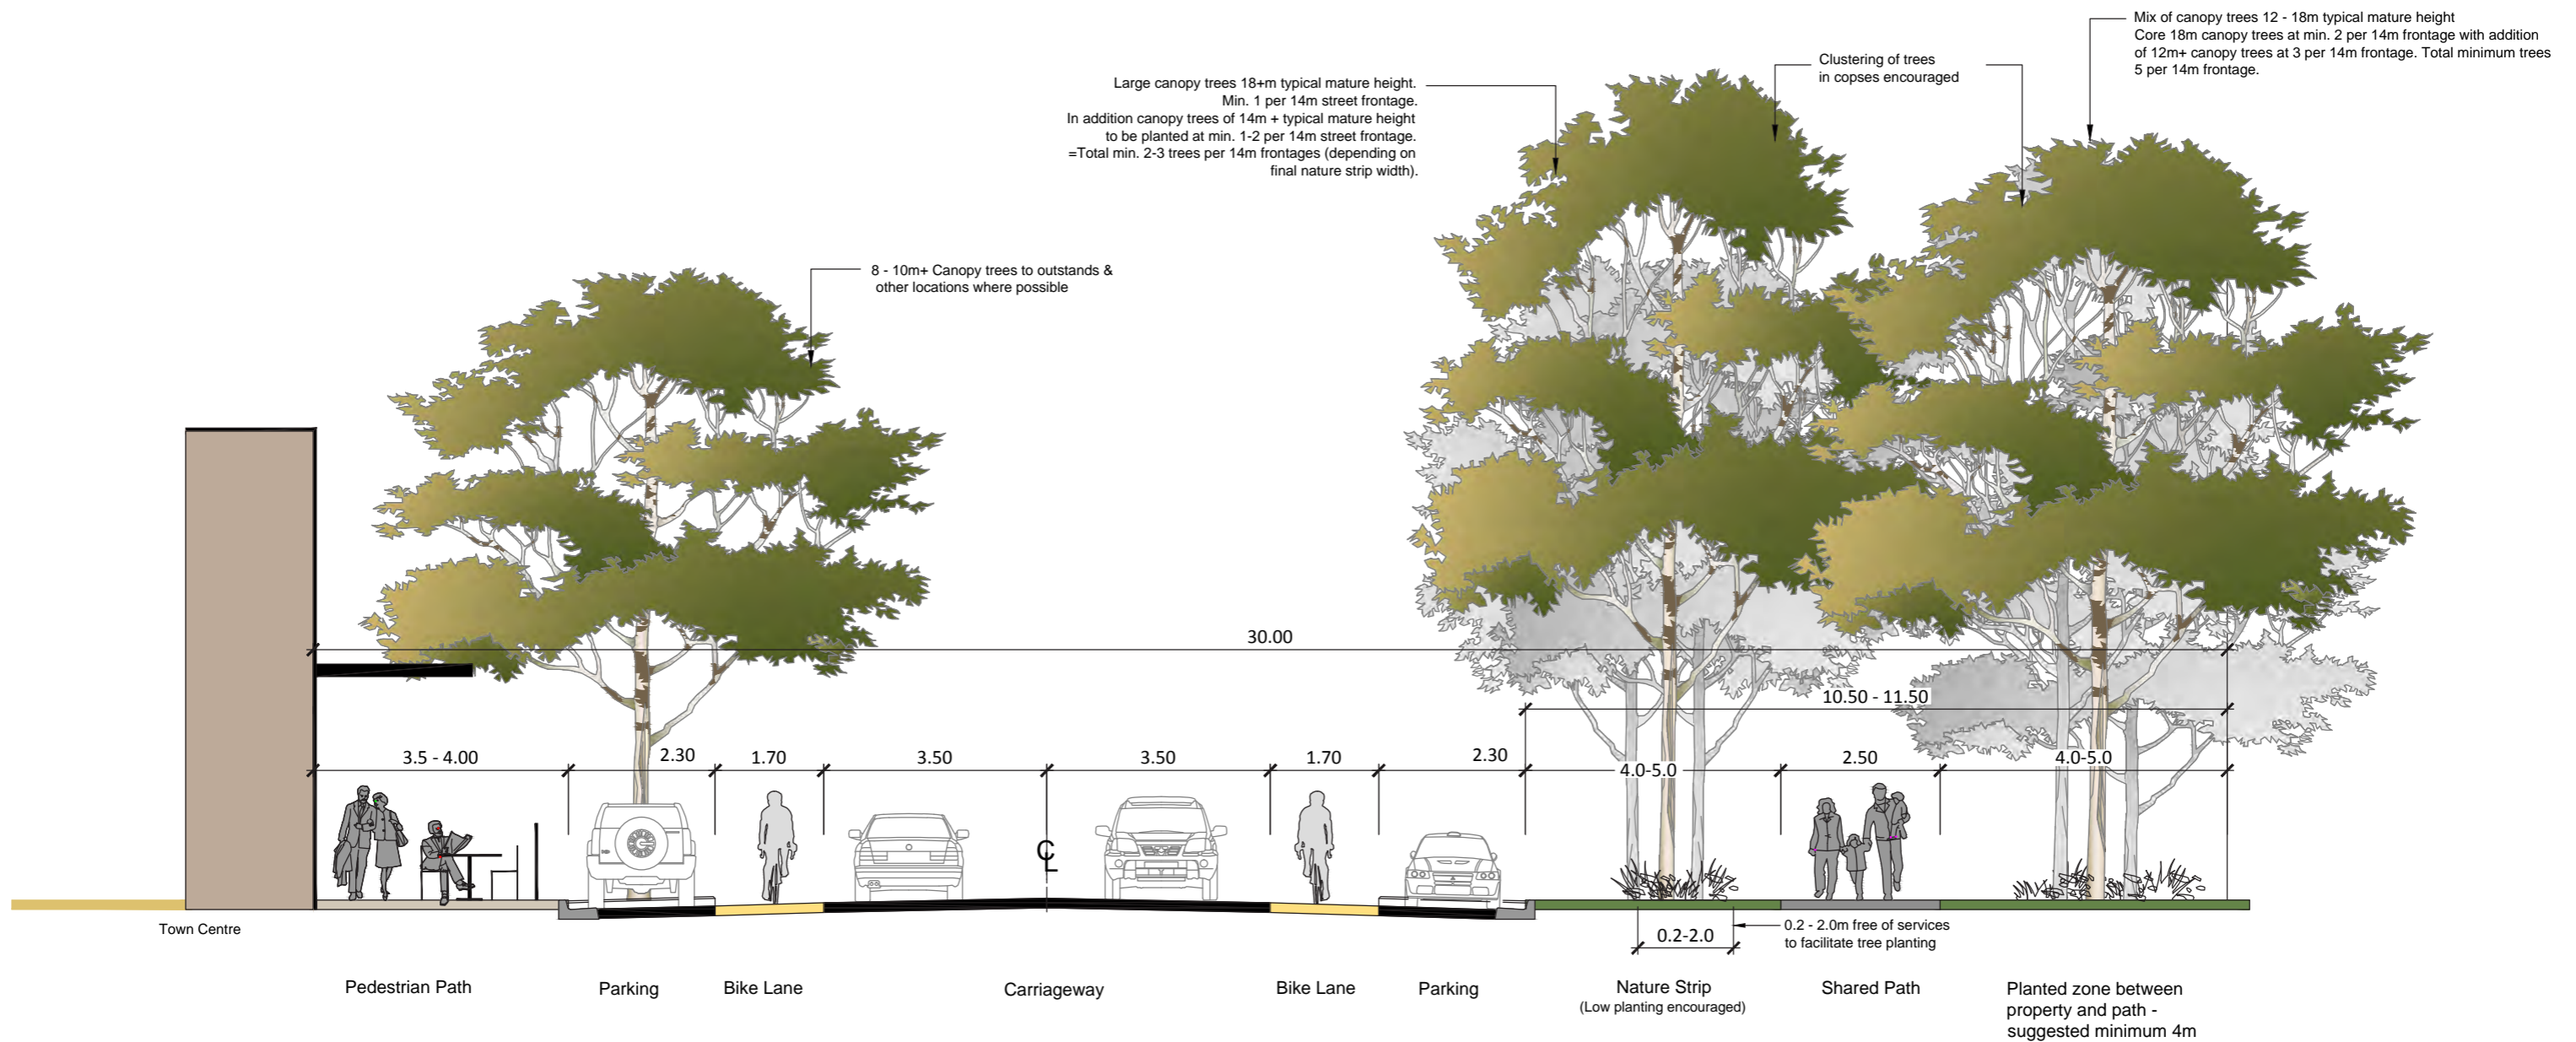 Mix of canopy trees 12 - 18m typical mature height
Core 18m canopy trees at min. 2 per 14m frontage with addition
of 12m+ canopy trees at 3 per 14m frontage. Total minimum trees
5 per 14m frontage.
Clustering of trees
in copses encouraged
Large canopy trees 18+m typical mature height.
Min. 1 per 14m street frontage.
In addition canopy trees of 14m + typical mature height
to be planted at min. 1-2 per 14m street frontage.
=Total min. 2-3 trees per 14m frontages (depending on
final nature strip width).
8 - 10m+ Canopy trees to outstands &
other locations where possible
30.00
10.50 - 11.50
3.5 - 4.00
2.30
1.70
3.50
3.50
1.70
2.30
4.0-5.0
2.50
4.0-5.0
CL
Town Centre
0.2-2.0
0.2 - 2.0m free of services
to facilitate tree planting
Pedestrian Path
Parking
Bike Lane
Carriageway
Bike Lane
Parking
Nature Strip
(Low planting encouraged)
Shared Path
Planted zone between
property and path -
suggested minimum 4m